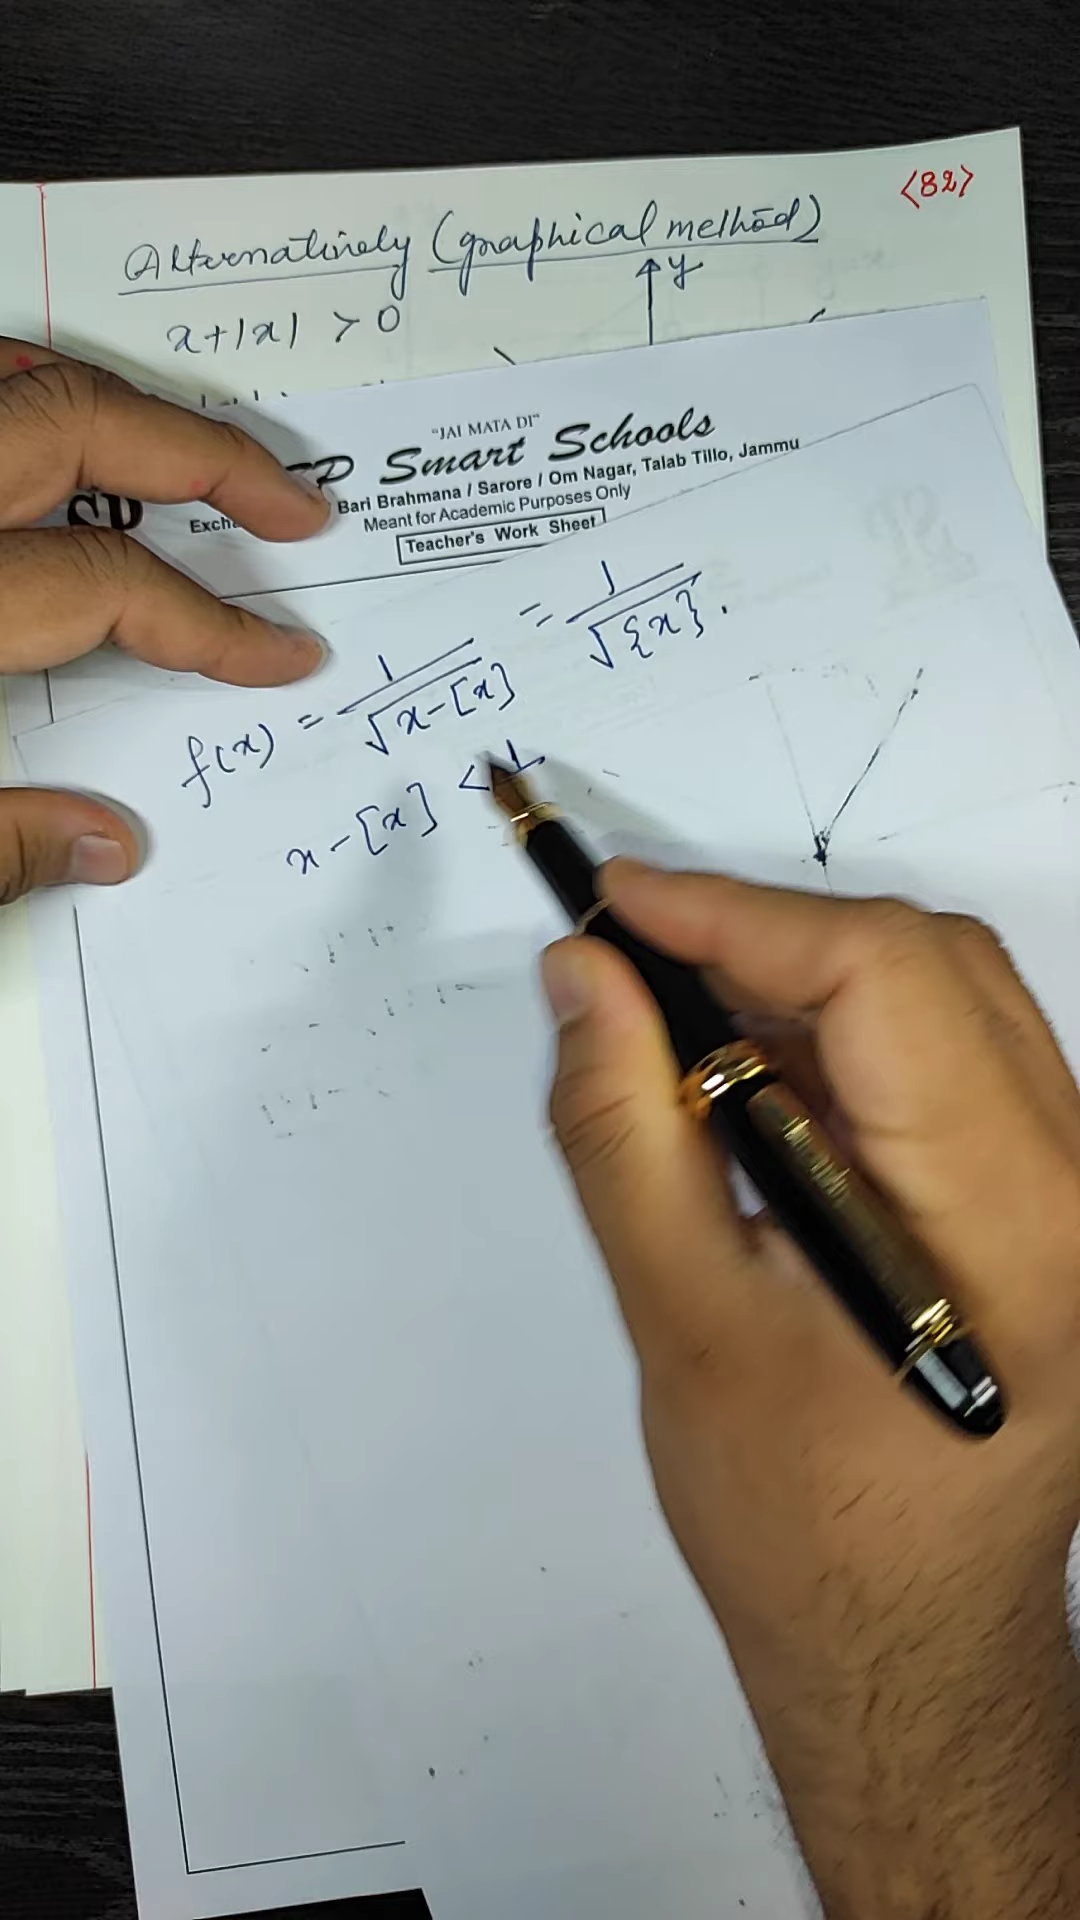 <82>
Alternatively (graphical method)
x+|x| > 0
y
"JAI MATA DI"
Smart Schools
Bari Brahmana / Sarore / Om Nagar, Talab Tillo, Jammu
Meant for Academic Purposes Only
Teacher's Work Sheet
f(x) = 1/√x-[x] = 1/√{x}.
x-[x] < 1